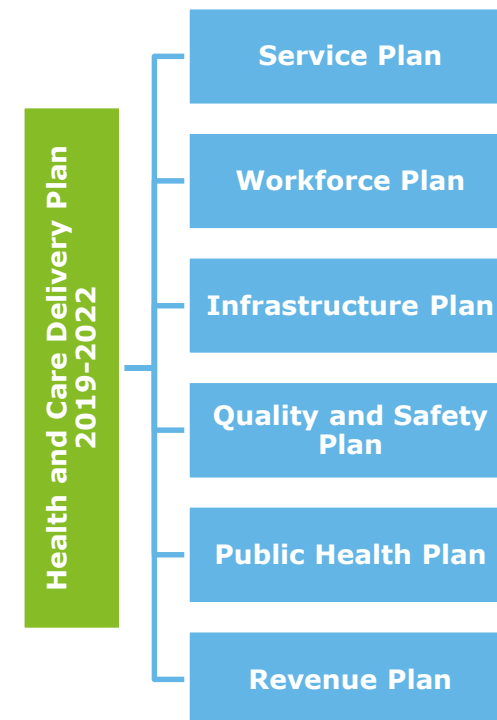 Health and Care Delivery Plan
2019-2022
Service Plan
Workforce Plan
Infrastructure Plan
Quality and Safety
Plan
Public Health Plan
Revenue Plan